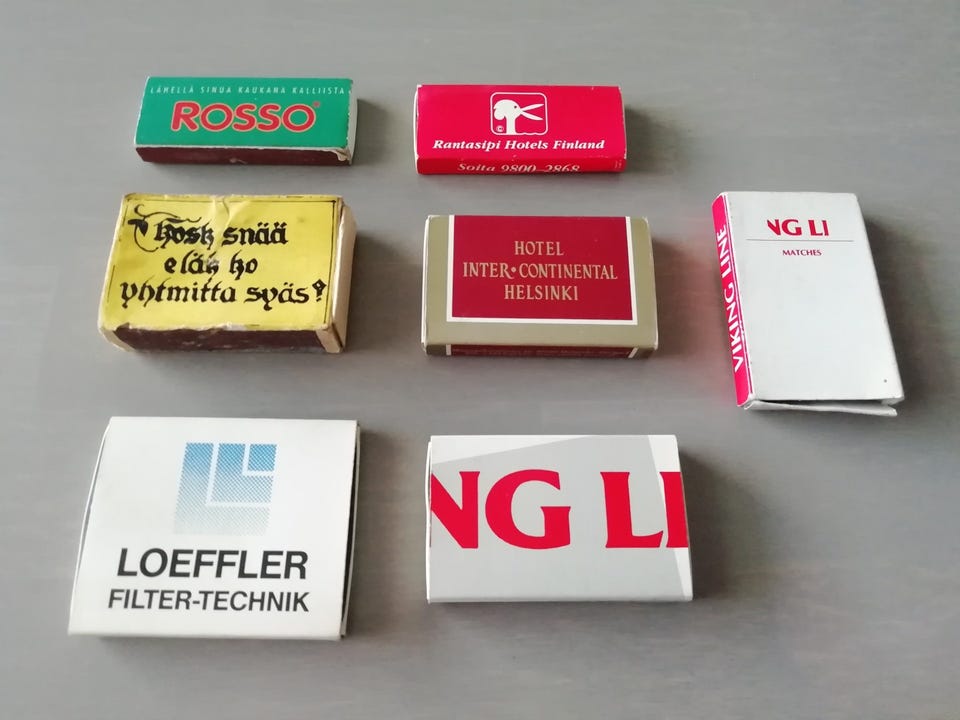 LÄHELLÄ SINUA KAUKANA KALLIISTA
ROSSO®
©
Rantasipi Hotels Finland
Soita 9800-2868
Kosk snää
eläs ko
yhtmitta syäs?
HOTEL
INTER•CONTINENTAL
HELSINKI
VIKING LINE
NG LI
MATCHES
LOEFFLER
FILTER-TECHNIK
NG LI